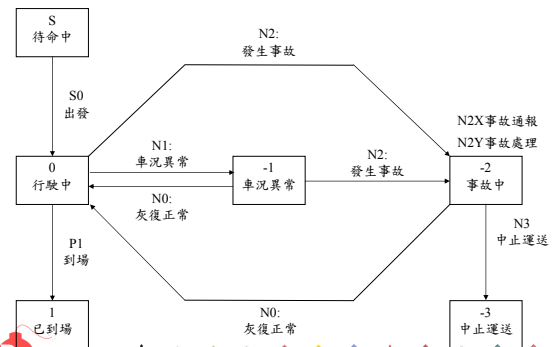 S
待命中
N2:
發生事故
S0
出發
N2X事故通報
N2Y事故處理
0
行駛中
N1:
車況異常
N0:
灰復正常
-1
車況異常
N2:
發生事故
-2
事故中
P1
到場
N3
中止運送
1
已到場
N0:
灰復正常
-3
中止運送